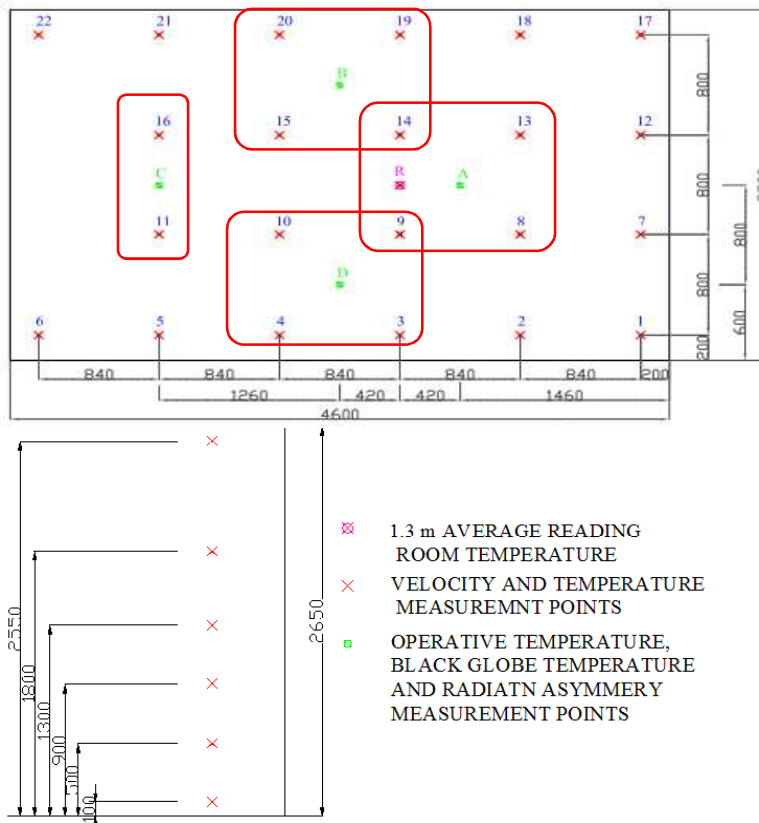 22 21 20 19 18 17
B
800
16 15 14 13 12
C R A
800
800
11 10 9 8 7
D
800
600
6 5 4 3 2 1
200
840 840 840 840 840 200
1260 420 420 1460
4600
2550
1800
1300
900
500
100
2650
1.3 m AVERAGE READING
ROOM TEMPERATURE
VELOCITY AND TEMPERATURE
MEASUREMNT POINTS
OPERATIVE TEMPERATURE,
BLACK GLOBE TEMPERATURE
AND RADIATN ASYMMERY
MEASUREMENT POINTS